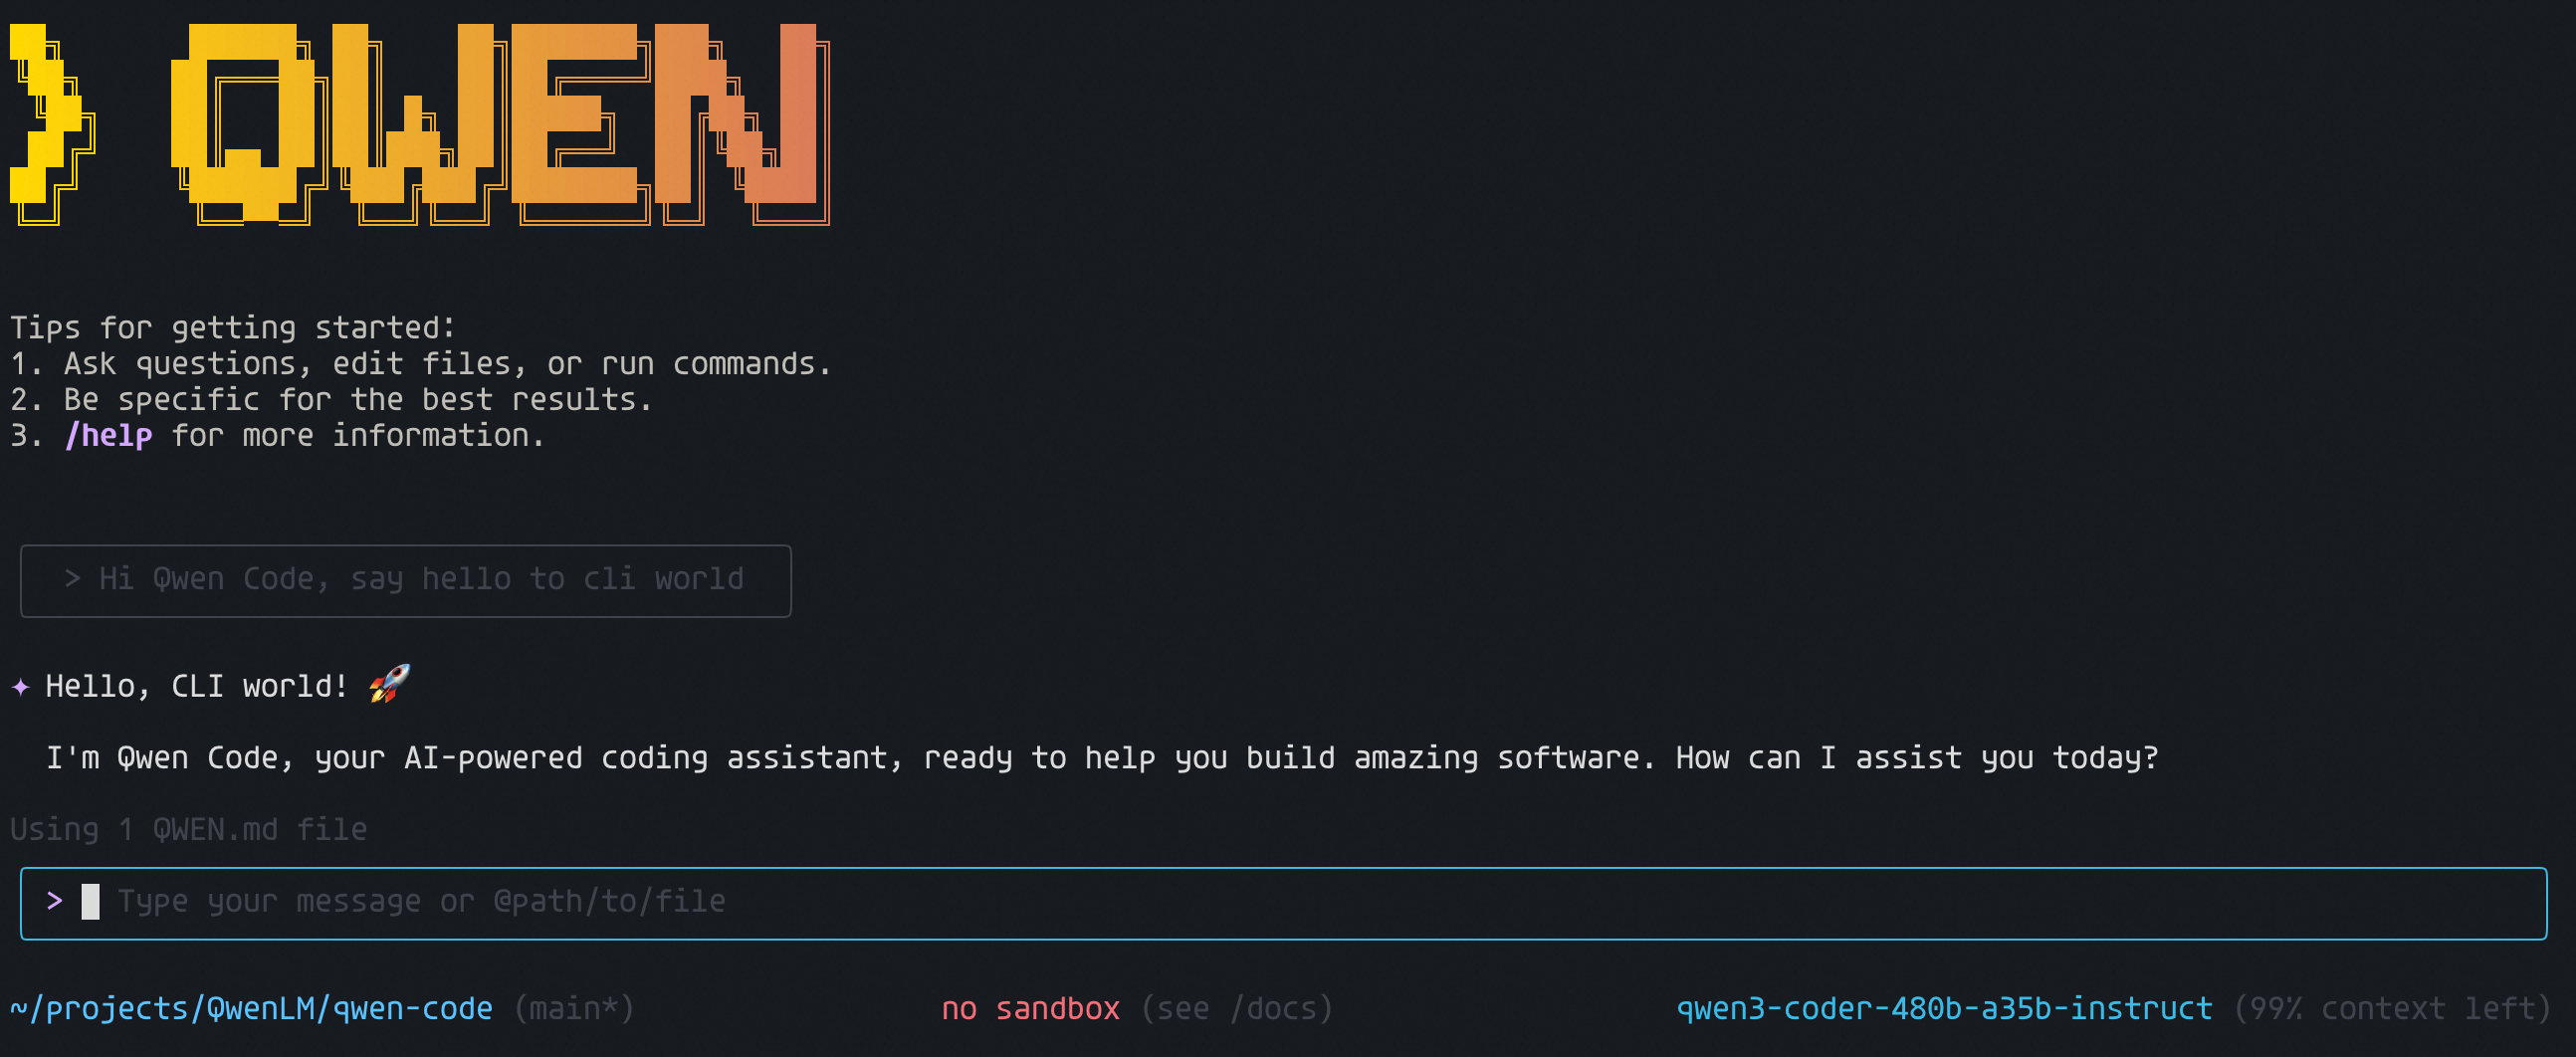 > QWEN
Tips for getting started:
1. Ask questions, edit files, or run commands.
2. Be specific for the best results.
3. /help for more information.
> Hi Qwen Code, say hello to cli world
✦ Hello, CLI world! 🚀
I'm Qwen Code, your AI-powered coding assistant, ready to help you build amazing software. How can I assist you today?
Using 1 QWEN.md file
> Type your message or @path/to/file
~/projects/QwenLM/qwen-code (main*) no sandbox (see /docs) qwen3-coder-480b-a35b-instruct (99% context left)